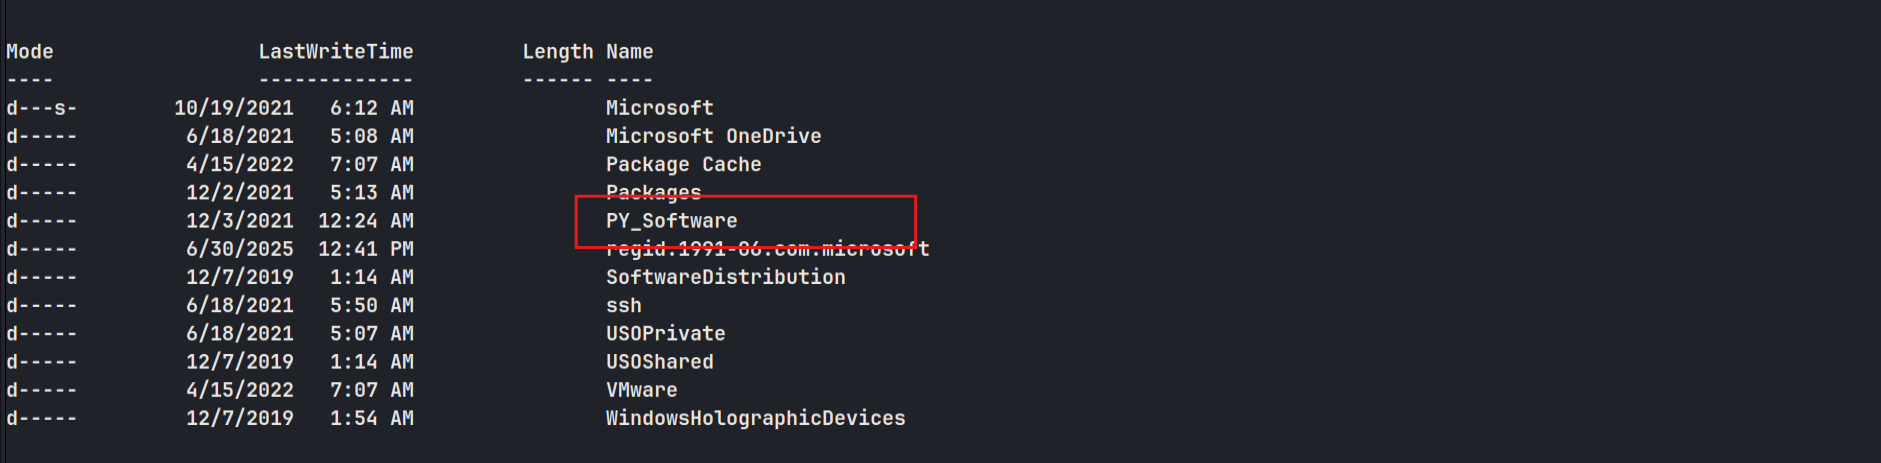 Mode                 LastWriteTime         Length Name
----                 -------------         ------ ----
d---s-        10/19/2021   6:12 AM                Microsoft
d-----         6/18/2021   5:08 AM                Microsoft OneDrive
d-----         4/15/2022   7:07 AM                Package Cache
d-----         12/2/2021   5:13 AM                Packages
d-----         12/3/2021  12:24 AM                PY_Software
d-----         6/30/2025  12:41 PM                regid.1991-06.com.microsoft
d-----         12/7/2019   1:14 AM                SoftwareDistribution
d-----         6/18/2021   5:50 AM                ssh
d-----         6/18/2021   5:07 AM                USOPrivate
d-----         12/7/2019   1:14 AM                USOShared
d-----         4/15/2022   7:07 AM                VMware
d-----         12/7/2019   1:54 AM                WindowsHolographicDevices